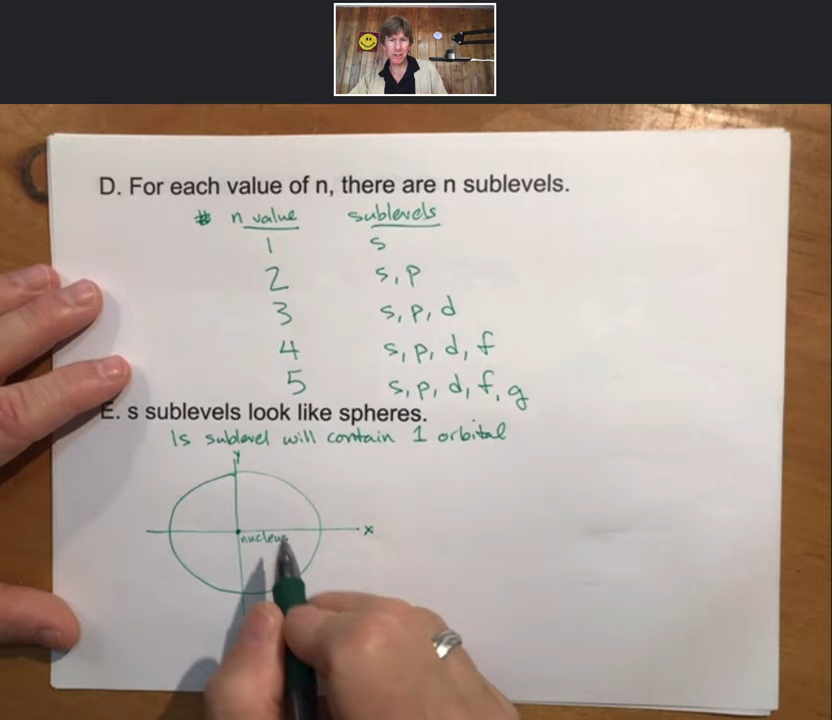 D. For each value of n, there are n sublevels.
# n value sublevels
1 s
2 s, p
3 s, p, d
4 s, p, d, f
5 s, p, d, f, g
E. s sublevels look like spheres.
1s sublevel will contain 1 orbital
y
x
nucleus